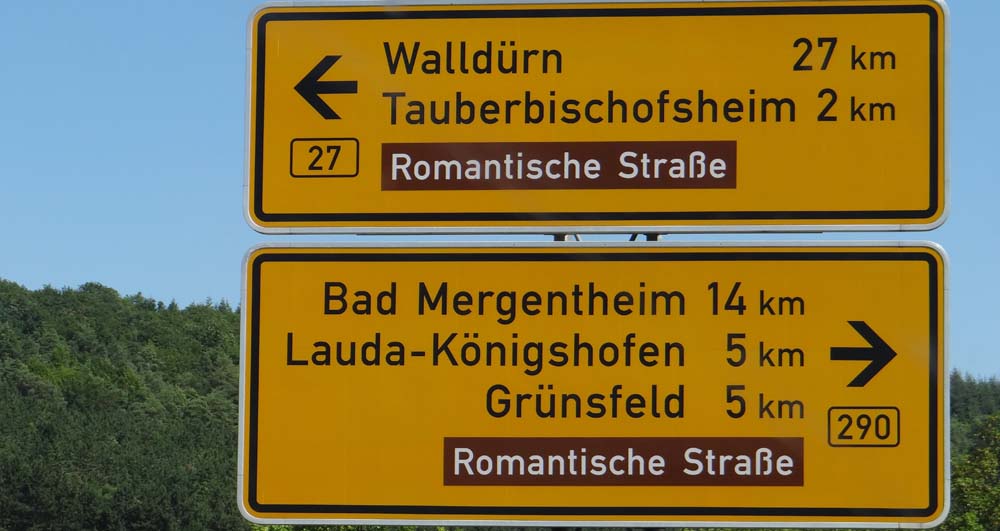 Walldürn 27 km
Tauberbischofsheim 2 km
27
Romantische Straße
Bad Mergentheim 14 km
Lauda-Königshofen 5 km
Grünsfeld 5 km
290
Romantische Straße